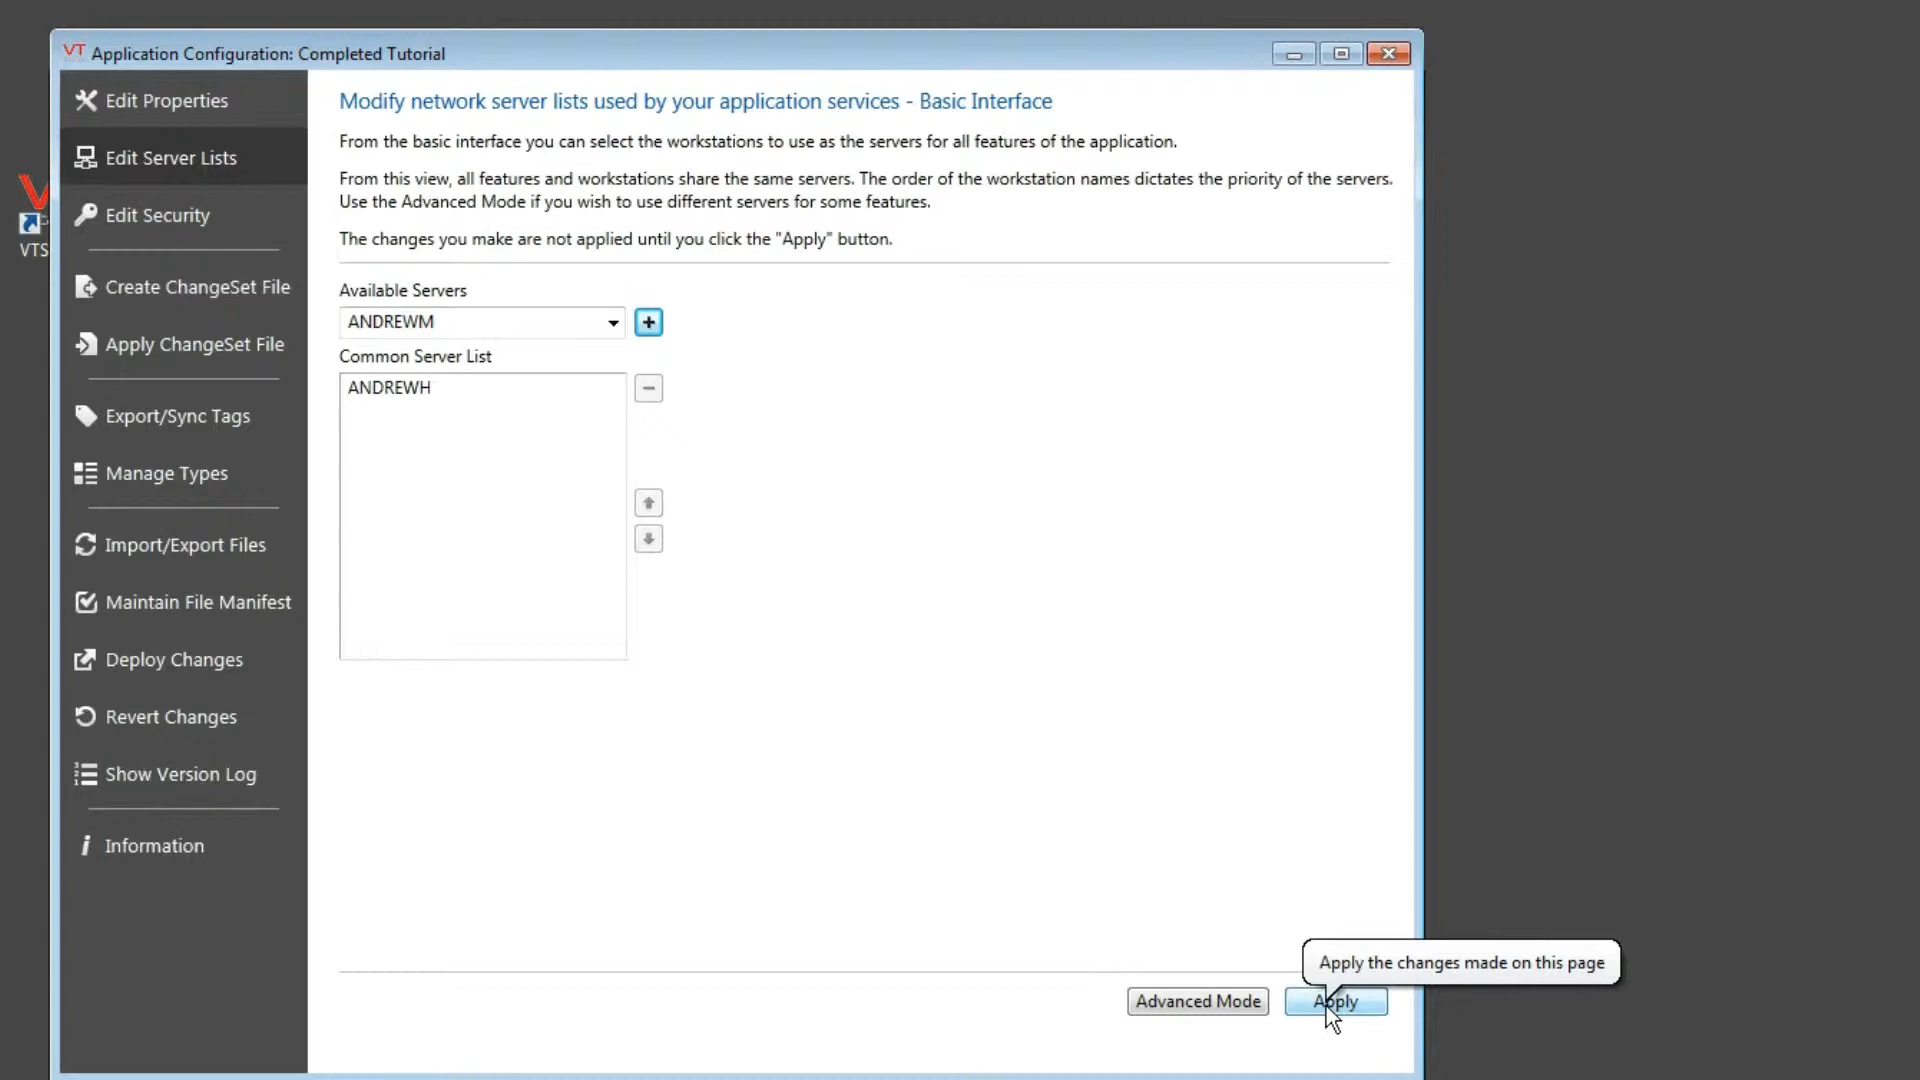 VT Application Configuration: Completed Tutorial
Edit Properties
Edit Server Lists
Edit Security
Create ChangeSet File
Apply ChangeSet File
Export/Sync Tags
Manage Types
Import/Export Files
Maintain File Manifest
Deploy Changes
Revert Changes
Show Version Log
Information
VTS
Modify network server lists used by your application services - Basic Interface
From the basic interface you can select the workstations to use as the servers for all features of the application.
From this view, all features and workstations share the same servers. The order of the workstation names dictates the priority of the servers.
Use the Advanced Mode if you wish to use different servers for some features.
The changes you make are not applied until you click the "Apply" button.
Available Servers
ANDREWM
Common Server List
ANDREWH
Apply the changes made on this page
Advanced Mode
Apply